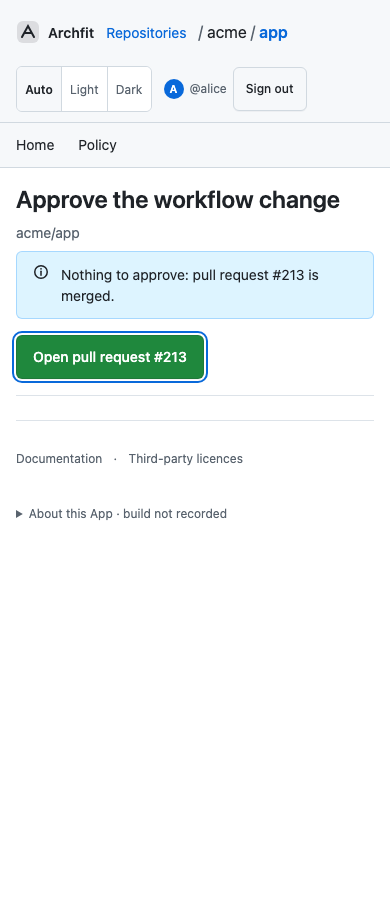 Archfit Repositories / acme / app
Auto Light Dark A @alice Sign out
Home Policy
Approve the workflow change
acme/app
Nothing to approve: pull request #213 is
merged.
Open pull request #213
Documentation · Third-party licences
About this App · build not recorded